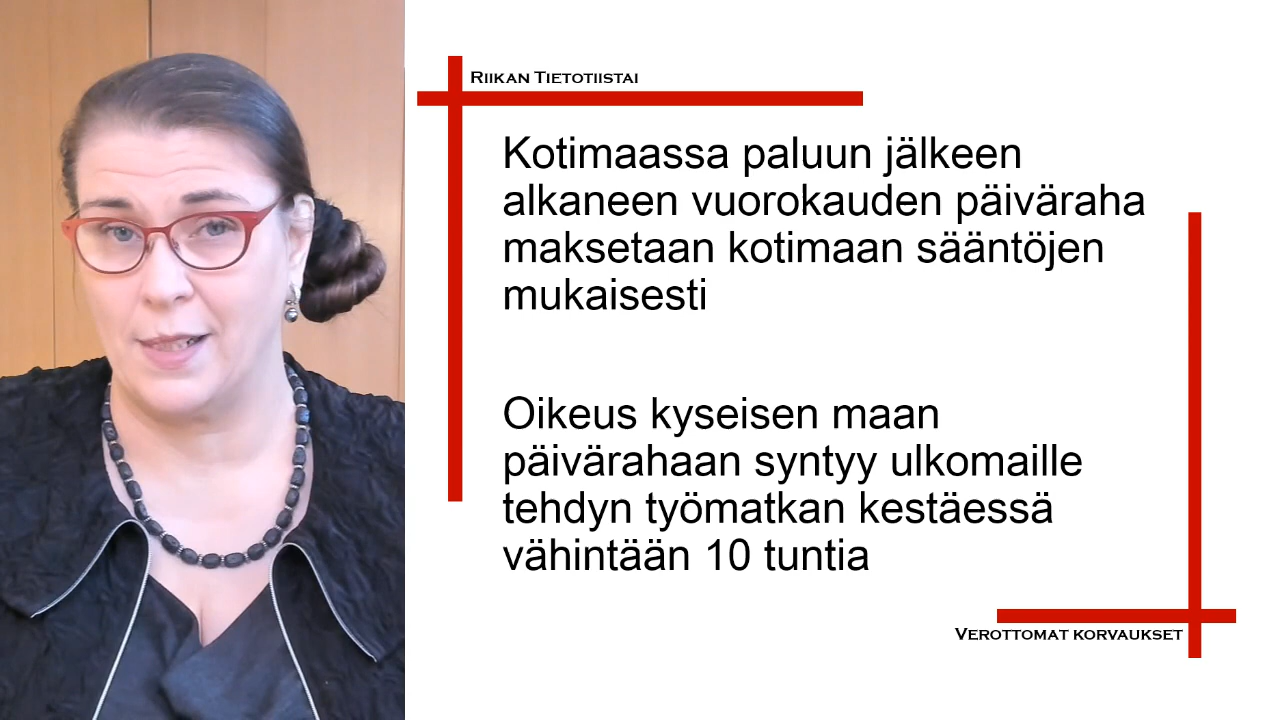 Riikan Tietotiistai
Kotimaassa paluun jälkeen
alkaneen vuorokauden päiväraha
maksetaan kotimaan sääntöjen
mukaisesti
Oikeus kyseisen maan
päivärahaan syntyy ulkomaille
tehdyn työmatkan kestäessä
vähintään 10 tuntia
Verottomat korvaukset